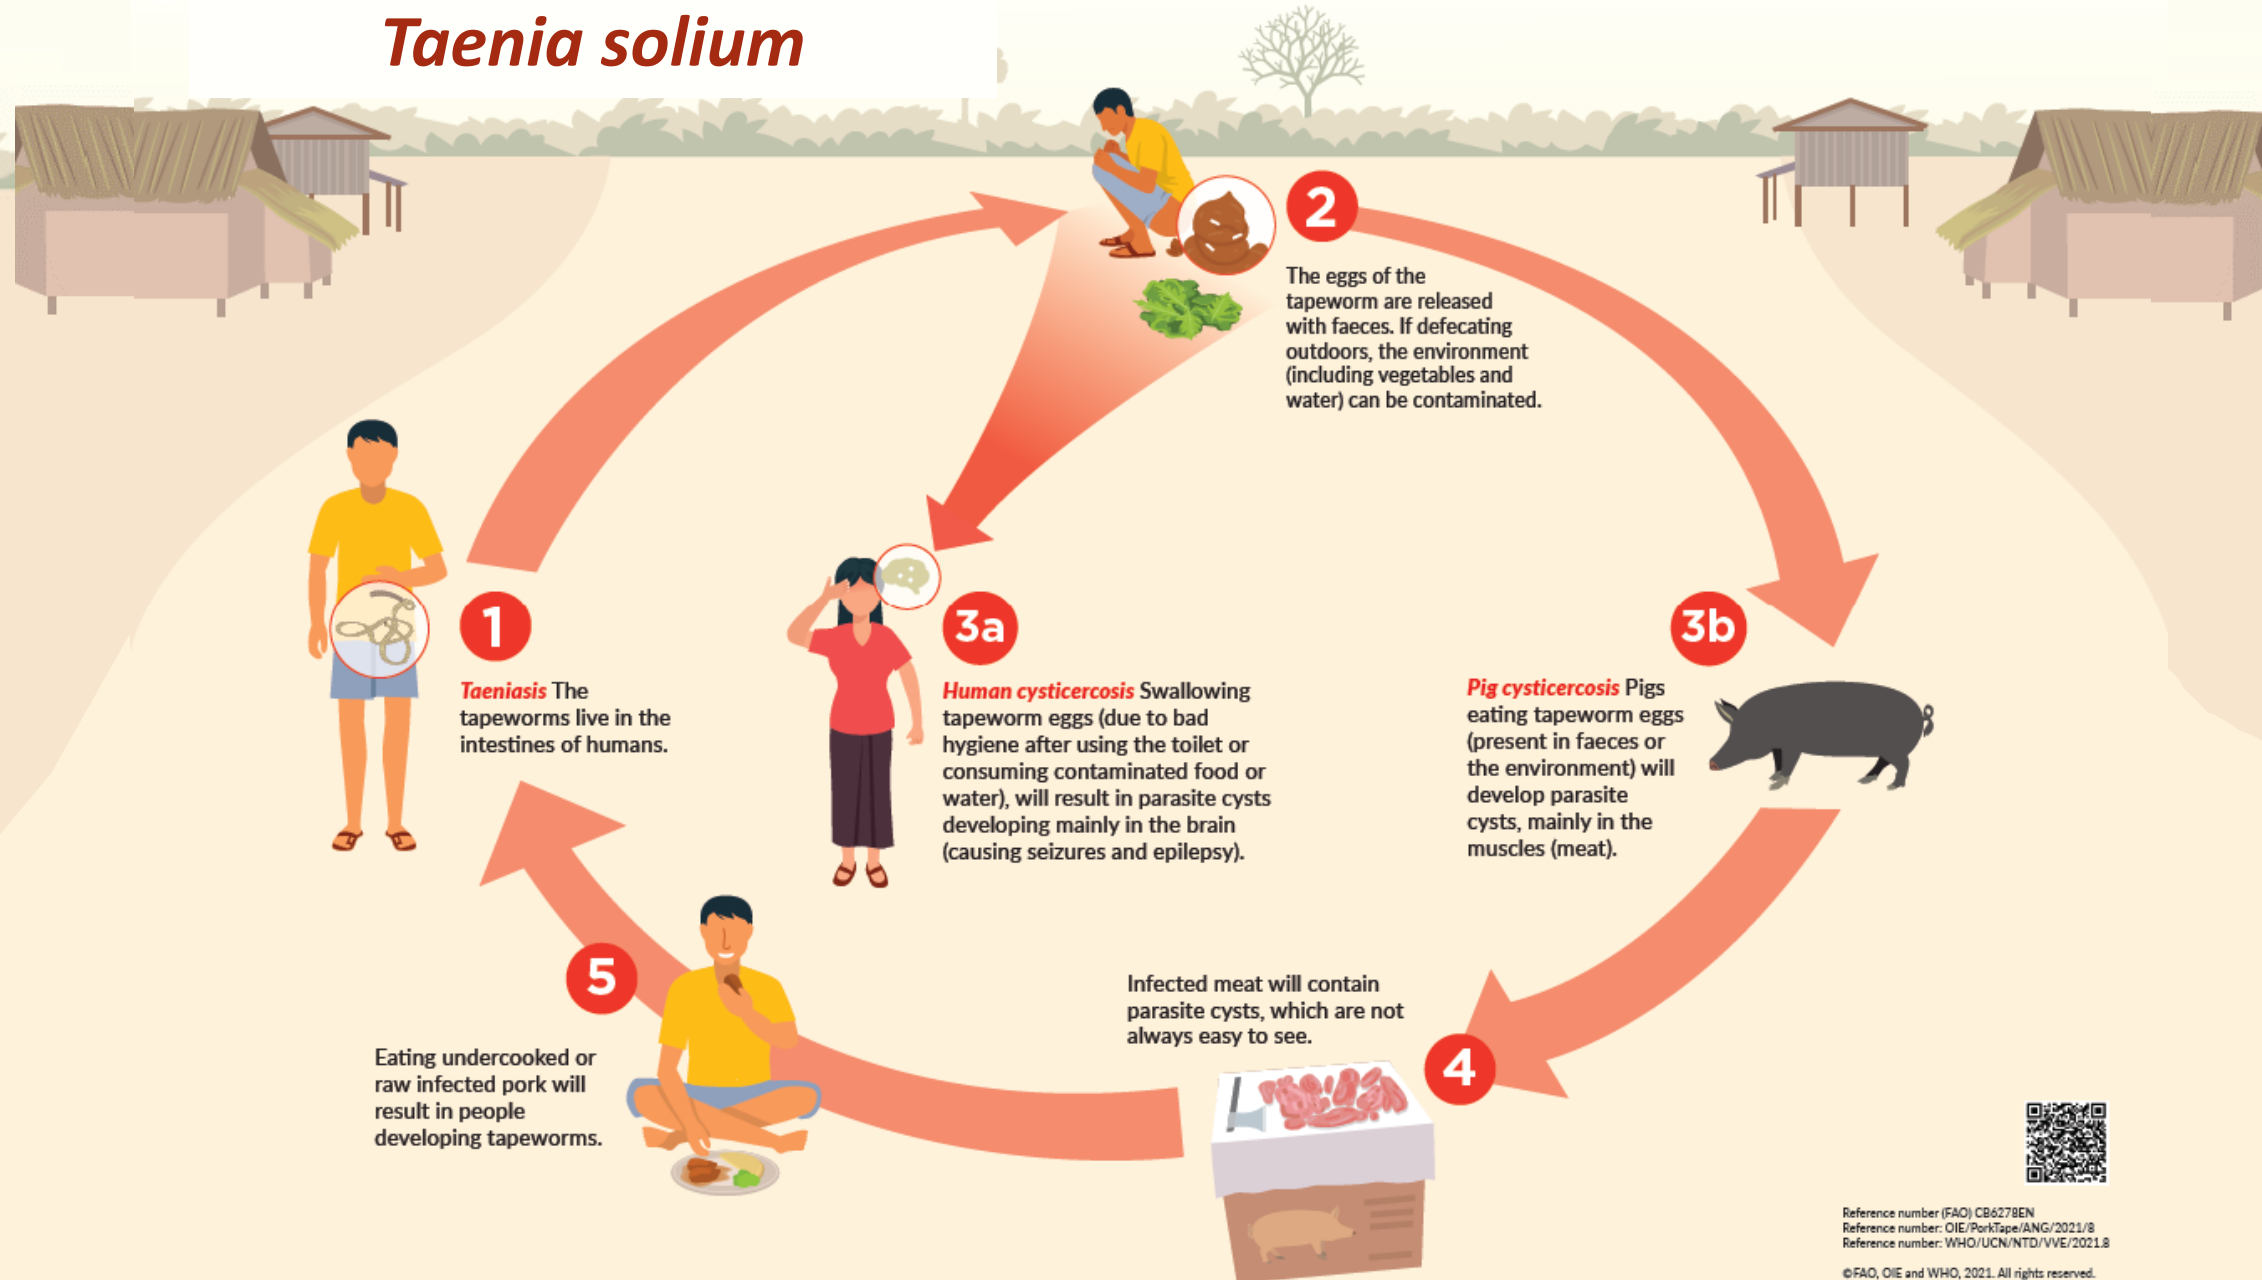 Taenia solium
2
The eggs of the
tapeworm are released
with faeces. If defecating
outdoors, the environment
(including vegetables and
water) can be contaminated.
1
Taeniasis The
tapeworms live in the
intestines of humans.
3a
Human cysticercosis Swallowing
tapeworm eggs (due to bad
hygiene after using the toilet or
consuming contaminated food or
water), will result in parasite cysts
developing mainly in the brain
(causing seizures and epilepsy).
3b
Pig cysticercosis Pigs
eating tapeworm eggs
(present in faeces or
the environment) will
develop parasite
cysts, mainly in the
muscles (meat).
4
Infected meat will contain
parasite cysts, which are not
always easy to see.
5
Eating undercooked or
raw infected pork will
result in people
developing tapeworms.
Reference number (FAO) CB6278EN
Reference number: OIE/PorkTape/ANG/2021/8
Reference number: WHO/UCN/NTD/VVE/2021.8
©FAO, OIE and WHO, 2021. All rights reserved.